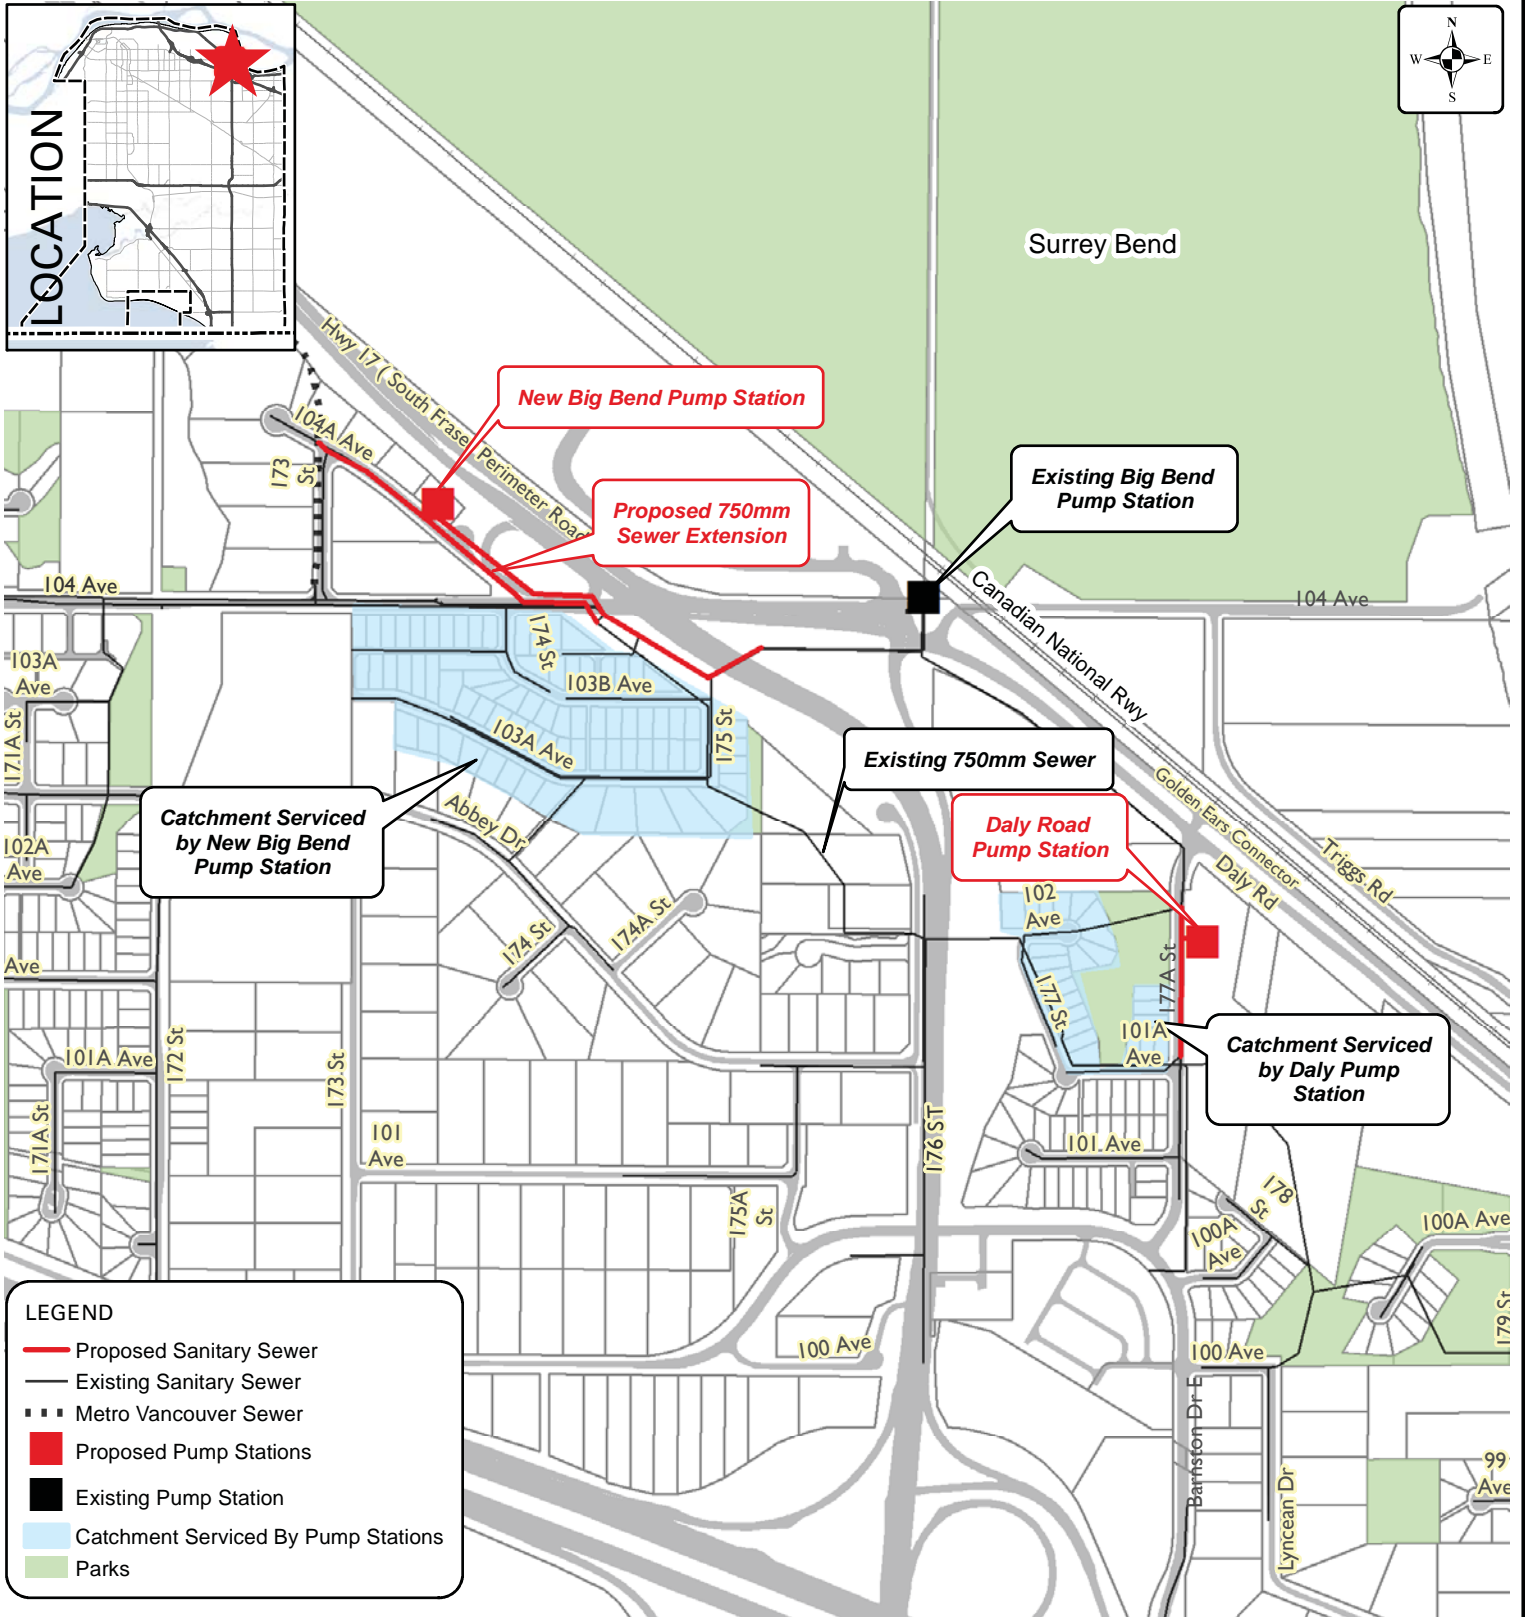 LOCATION
N
W
E
S
Surrey Bend
Hwy 17 ( South Fraser Perimeter Road
New Big Bend Pump Station
104A Ave
173
St
Existing Big Bend
Pump Station
Proposed 750mm
Sewer Extension
104 Ave
104 Ave
Canadian National Rwy
174 St
103A
Ave
103B Ave
171A St
103A Ave
175 St
Existing 750mm Sewer
Golden Ears Connector
Catchment Serviced
by New Big Bend
Pump Station
Abbey Dr
Daly Road
Pump Station
102A
Ave
Triggs Rd
Daly Rd
102
Ave
174A St
174 St
Ave
177A St
177 St
101A
Ave
Catchment Serviced
by Daly Pump
Station
172 St
101A Ave
173 St
171A St
101
Ave
176 ST
101 Ave
175A
St
178
St
100A
Ave
100A Ave
179 St
LEGEND
Proposed Sanitary Sewer
Existing Sanitary Sewer
Metro Vancouver Sewer
Proposed Pump Stations
Existing Pump Station
Catchment Serviced By Pump Stations
Parks
100 Ave
100 Ave
Barnston Dr E
Lyncean Dr
99
Ave